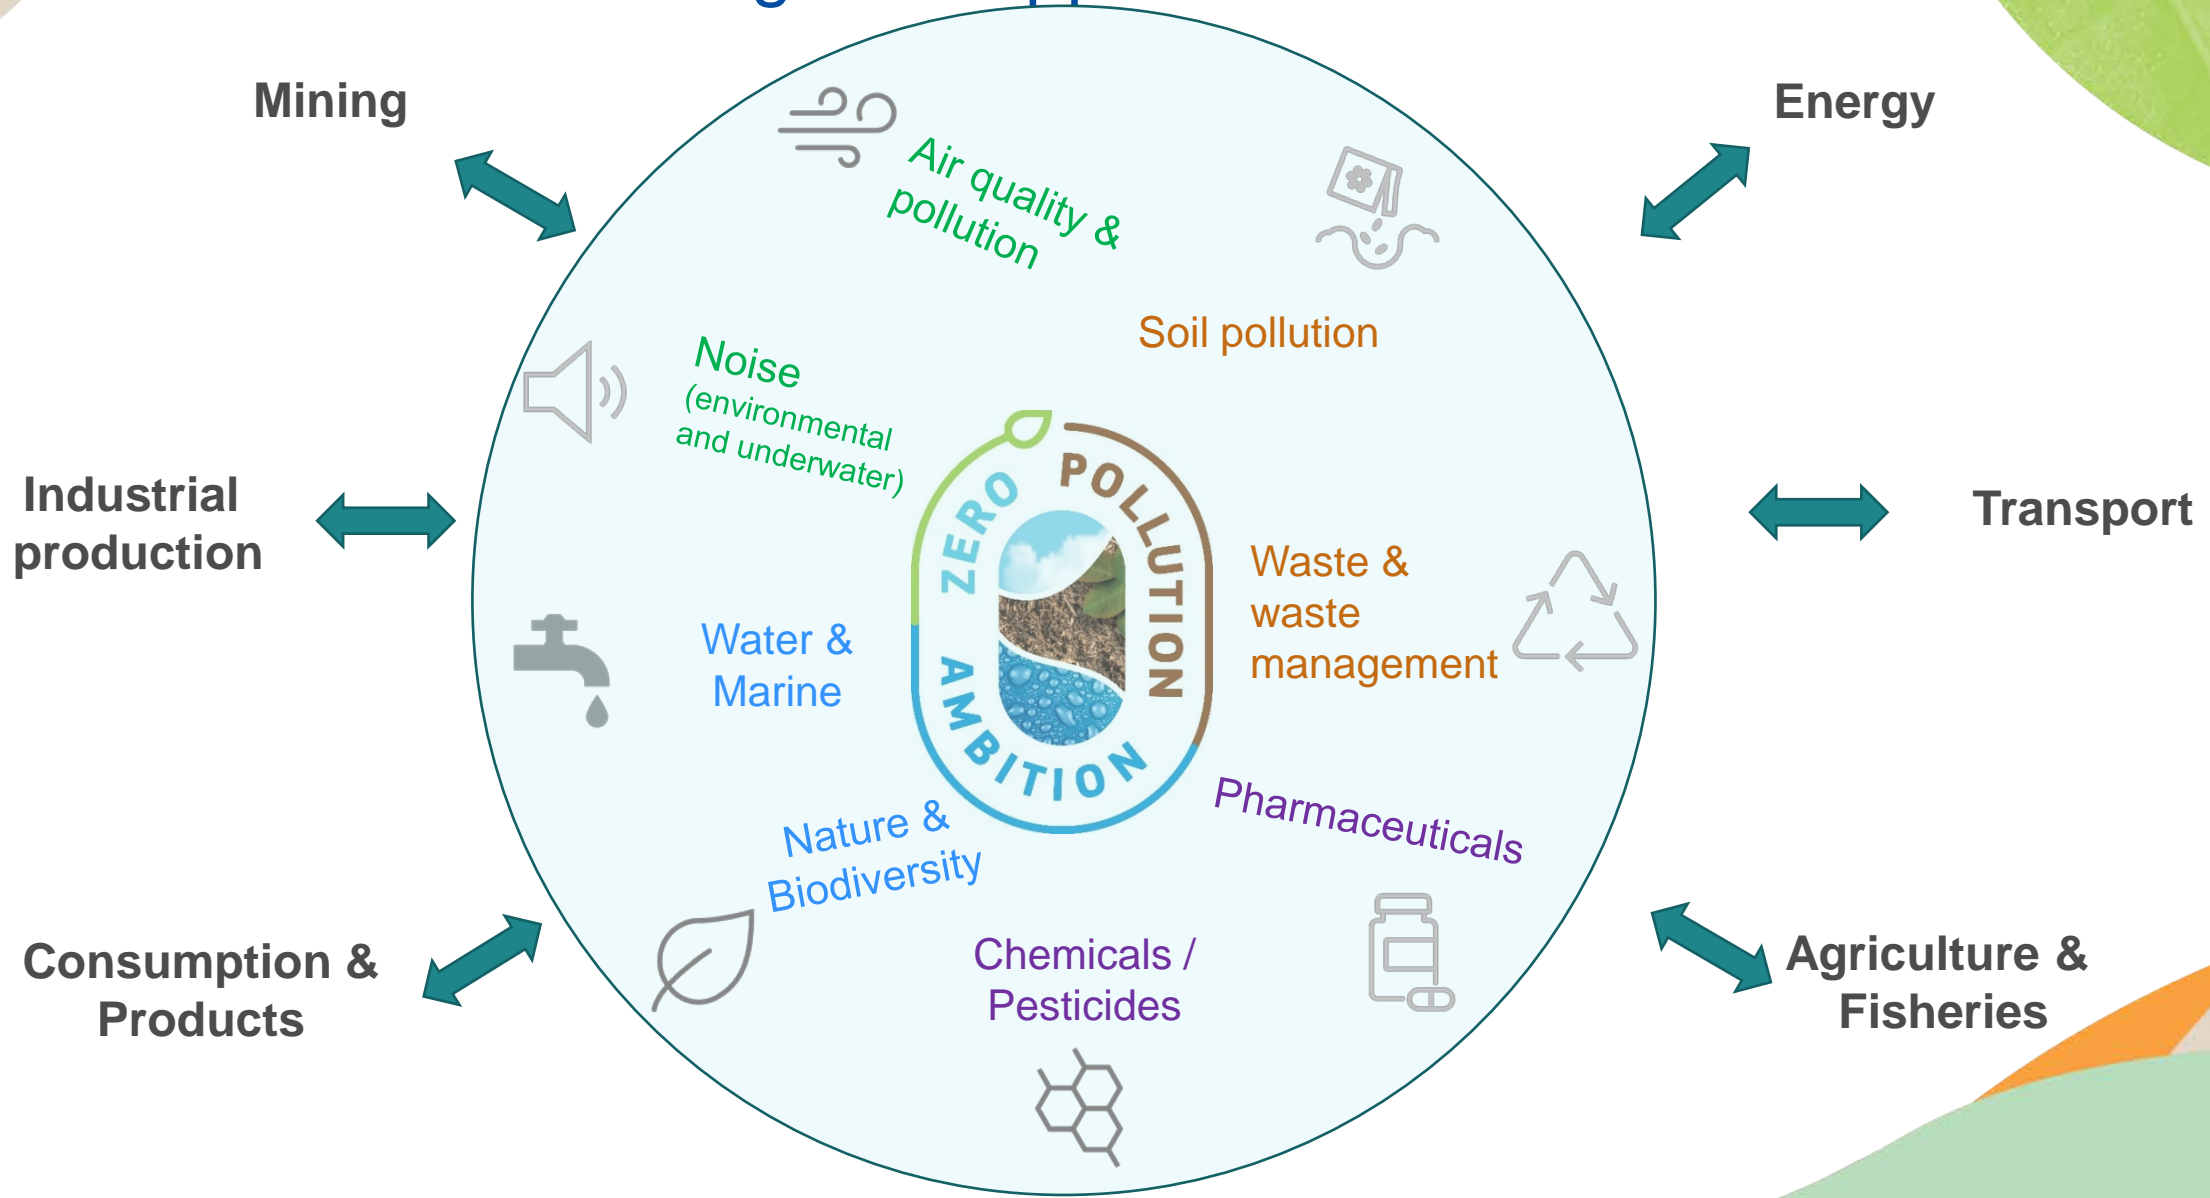 Mining
Energy
Air quality &
pollution
Soil pollution
Noise
(environmental
and underwater)
Industrial
production
Transport
ZERO POLLUTION
AMBITION
Waste &
waste
management
Water &
Marine
Pharmaceuticals
Nature &
Biodiversity
Chemicals /
Pesticides
Consumption &
Products
Agriculture &
Fisheries